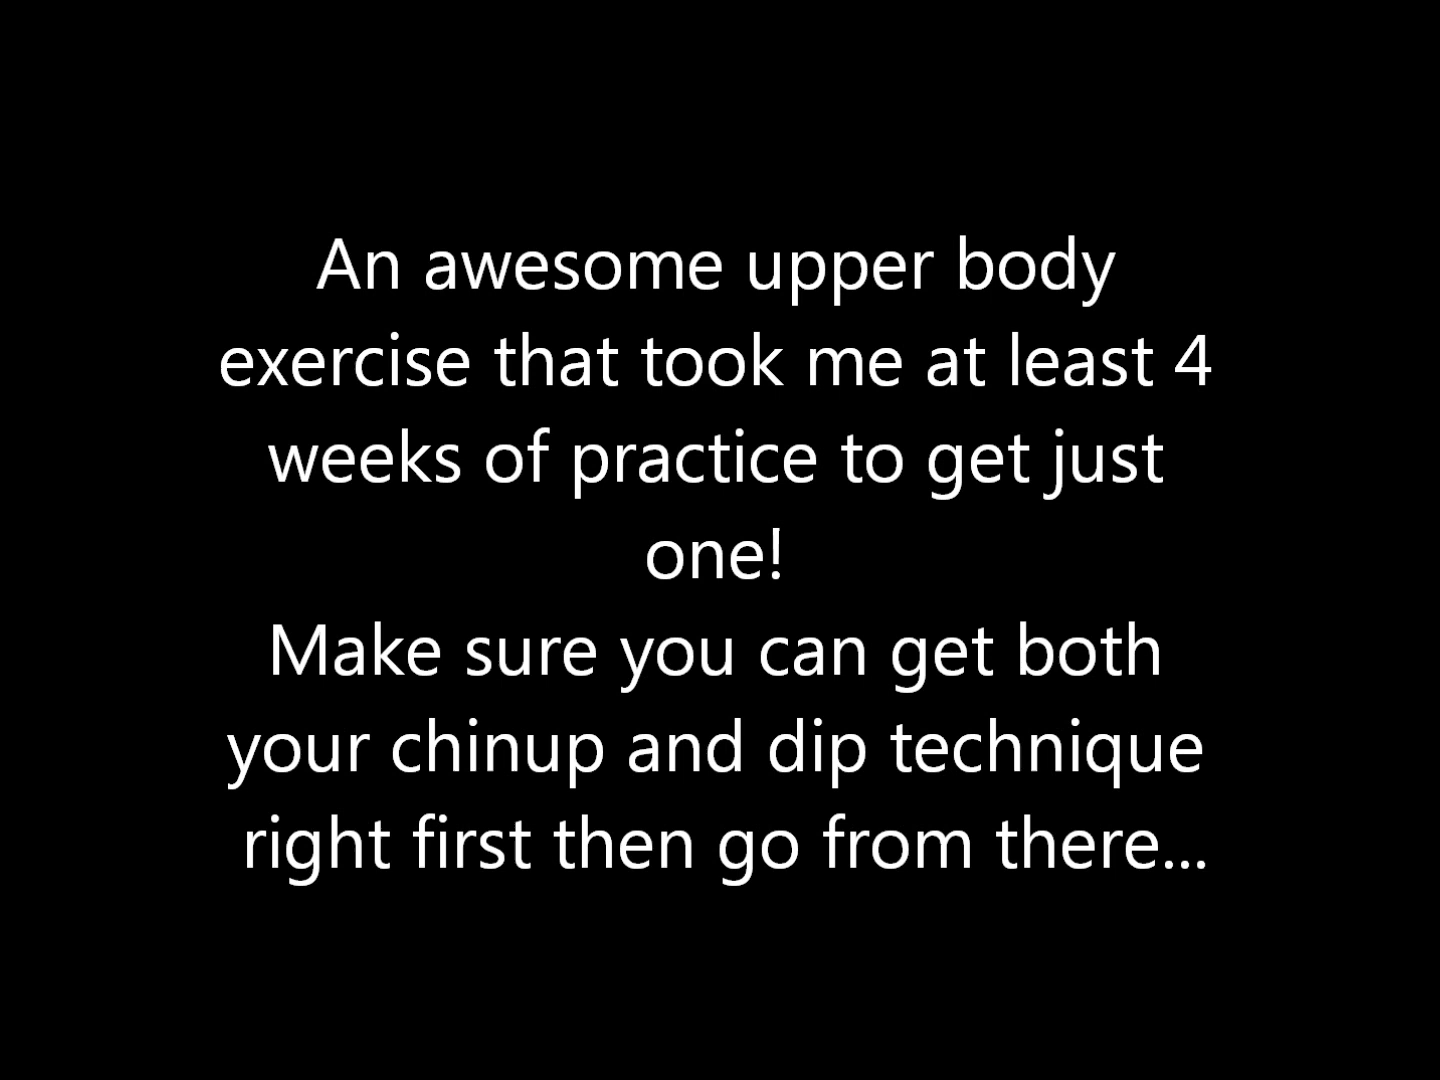 An awesome upper body
exercise that took me at least 4
weeks of practice to get just
one!
Make sure you can get both
your chinup and dip technique
right first then go from there...